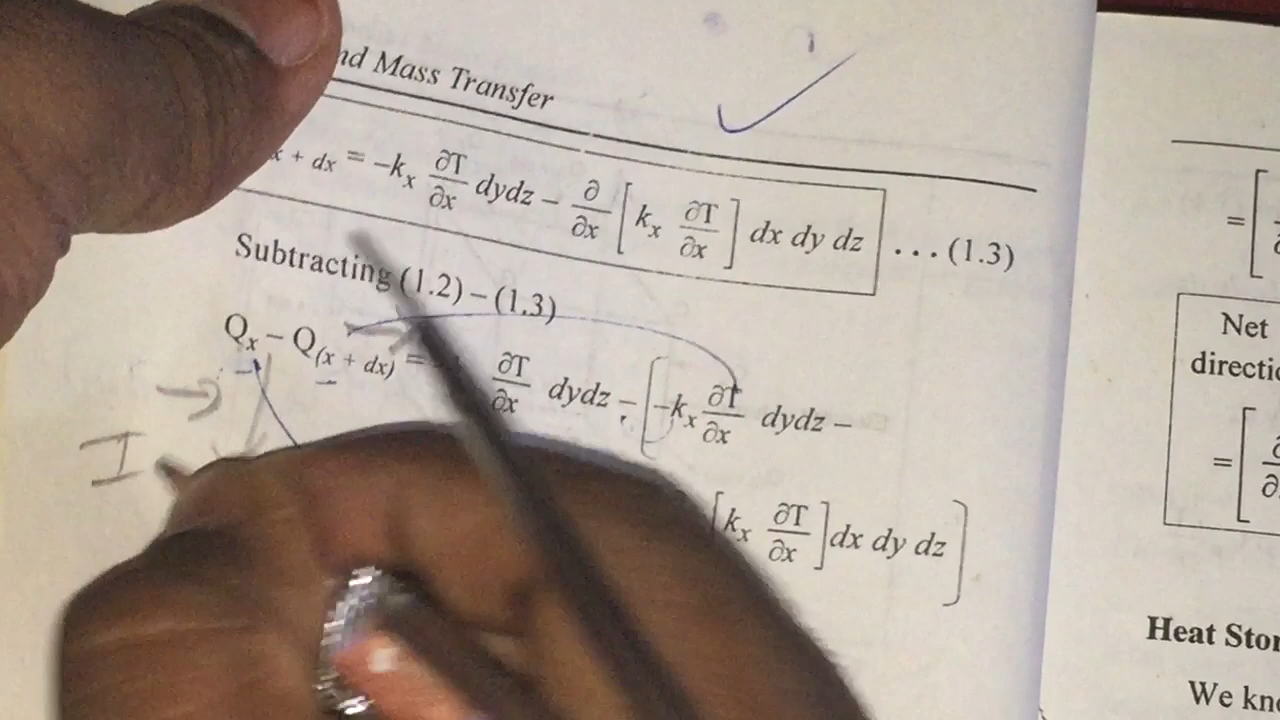 nd Mass Transfer
x + dx = −kx ∂T/∂x dydz − ∂/∂x [kx ∂T/∂x] dx dy dz ... (1.3)
Subtracting (1.2) − (1.3)
Qx − Q(x + dx) = ∂T/∂x dydz − [−kx ∂T/∂x dydz −
[kx ∂T/∂x] dx dy dz]
I
= [
Net
directi
= [ ∂
Heat Stor
We kn